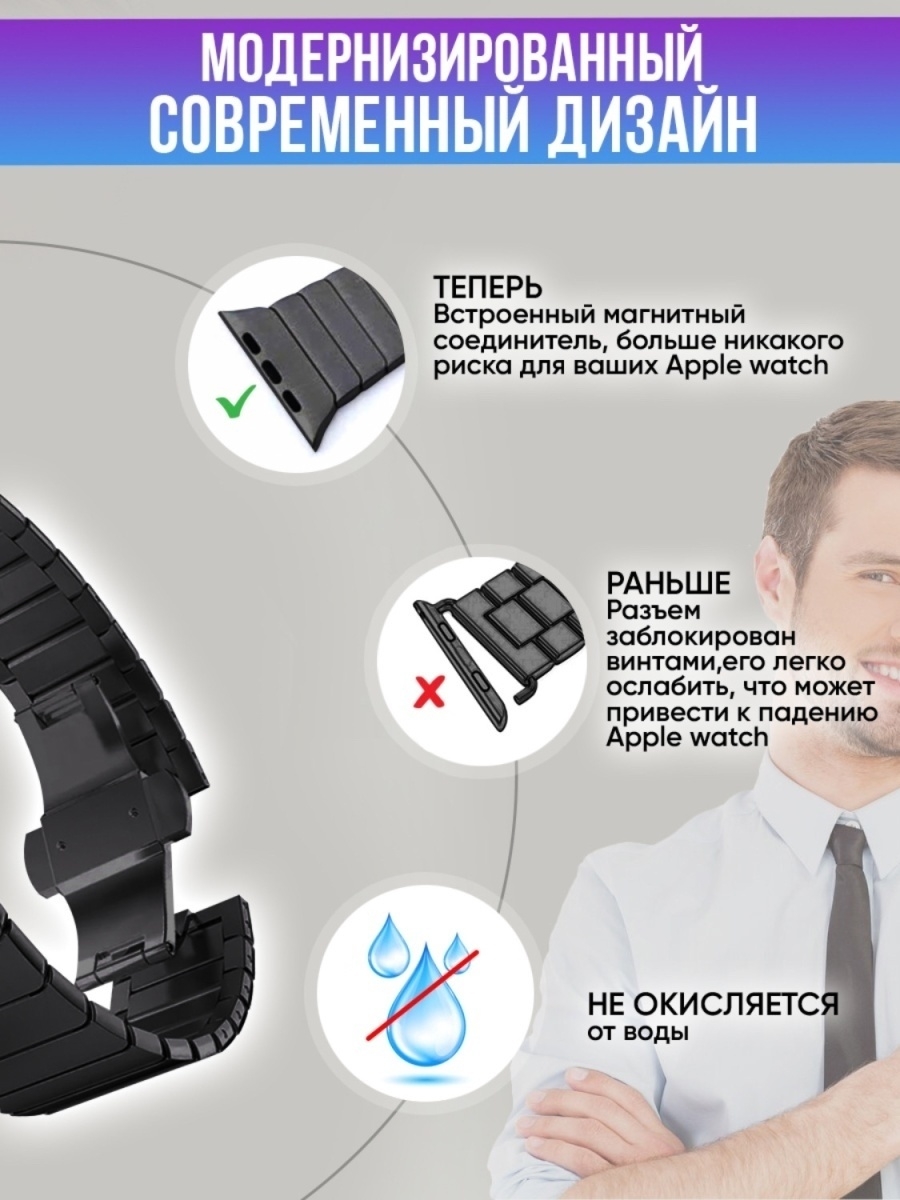 МОДЕРНИЗИРОВАННЫЙ
СОВРЕМЕННЫЙ ДИЗАЙН
ТЕПЕРЬ
Встроенный магнитный
соединитель, больше никакого
риска для ваших Apple watch
РАНЬШЕ
Разъем
заблокирован
винтами,его легко
ослабить, что может
привести к падению
Apple watch
НЕ ОКИСЛЯЕТСЯ
от воды